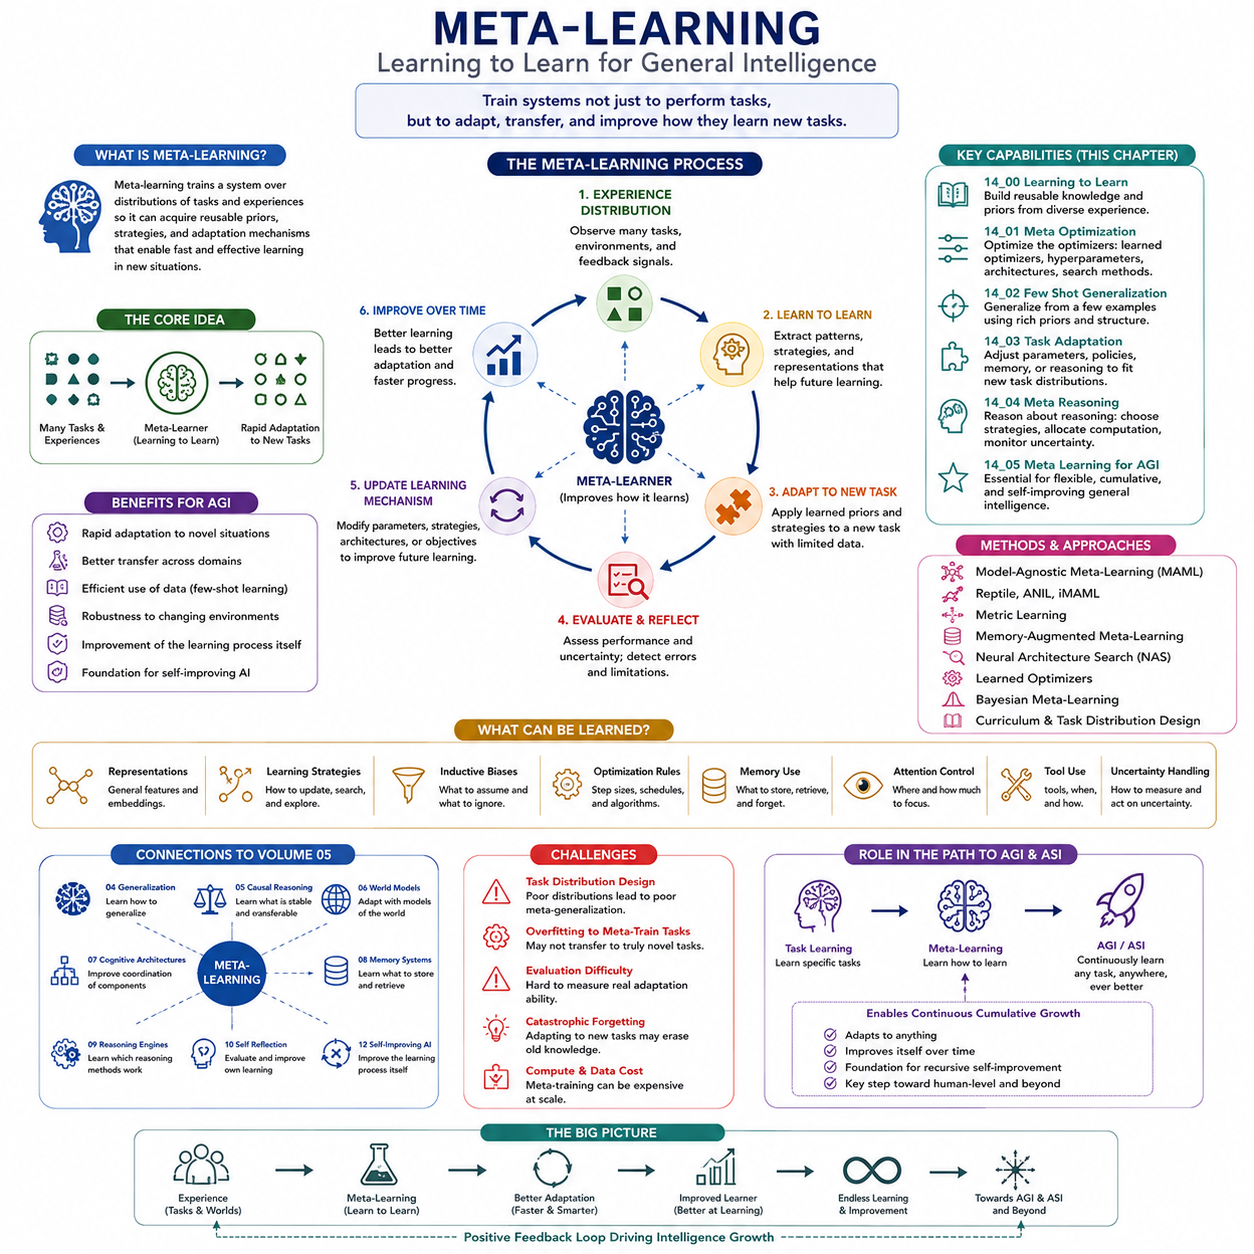 META-LEARNING
Learning to Learn for General Intelligence
Train systems not just to perform tasks,
but to adapt, transfer, and improve how they learn new tasks.
WHAT IS META-LEARNING?
Meta-learning trains a system over
distributions of tasks and experiences
so it can acquire reusable priors,
strategies, and adaptation mechanisms
that enable fast and effective learning
in new situations.
THE CORE IDEA
Many Tasks &
Experiences
Meta-Learner
(Learning to Learn)
Rapid Adaptation
to New Tasks
BENEFITS FOR AGI
Rapid adaptation to novel situations
Better transfer across domains
Efficient use of data (few-shot learning)
Robustness to changing environments
Improvement of the learning process itself
Foundation for self-improving AI
THE META-LEARNING PROCESS
1. EXPERIENCE
DISTRIBUTION
Observe many tasks,
environments, and
feedback signals.
2. LEARN TO LEARN
Extract patterns,
strategies, and
representations that
help future learning.
3. ADAPT TO NEW TASK
Apply learned priors and
strategies to a new task
with limited data.
4. EVALUATE & REFLECT
Assess performance and
uncertainty; detect errors
and limitations.
5. UPDATE LEARNING
MECHANISM
Modify parameters, strategies,
architectures, or objectives
to improve future learning.
6. IMPROVE OVER TIME
Better learning
leads to better
adaptation and
faster progress.
META-LEARNER
(Improves how it learns)
KEY CAPABILITIES (THIS CHAPTER)
14_00 Learning to Learn
Build reusable knowledge and
priors from diverse experience.
14_01 Meta Optimization
Optimize the optimizers: learned
optimizers, hyperparameters,
architectures, search methods.
14_02 Few Shot Generalization
Generalize from a few examples
using rich priors and structure.
14_03 Task Adaptation
Adjust parameters, policies,
memory, or reasoning to fit
new task distributions.
14_04 Meta Reasoning
Reason about reasoning: choose
strategies, allocate computation,
monitor uncertainty.
14_05 Meta Learning for AGI
Essential for flexible, cumulative,
and self-improving general
intelligence.
METHODS & APPROACHES
Model-Agnostic Meta-Learning (MAML)
Reptile, ANIL, iMAML
Metric Learning
Memory-Augmented Meta-Learning
Neural Architecture Search (NAS)
Learned Optimizers
Bayesian Meta-Learning
Curriculum & Task Distribution Design
WHAT CAN BE LEARNED?
Representations
General features and
embeddings.
Learning Strategies
How to update, search,
and explore.
Inductive Biases
What to assume and
what to ignore.
Optimization Rules
Step sizes, schedules,
and algorithms.
Memory Use
What to store, retrieve,
and forget.
Attention Control
Where and how much
to focus.
Tool Use
tools, when,
and how.
Uncertainty Handling
How to measure and
act on uncertainty.
CONNECTIONS TO VOLUME 05
04 Generalization
Learn how to
generalize
05 Causal Reasoning
Learn what is stable
and cransferable
06 World Models
Adapt with models
of the world
07 Cognitive Architectures
Improve coordination
of components
META-
LEARNING
08 Memory Systems
Learn what to store
and retrieve
09 Reasoning Engines
Learn which reasoning
methods work
10 Self Reflection
Evaluate and improve
own learning
12 Self-Improving AI
Improve the learning
process itself
CHALLENGES
Task Distribution Design
Poor distributions lead to poor
meta-generalization.
Overfitting to Meta-Train Tasks
May not transfer to truly novel tasks.
Evaluation Difficulty
Hard to measure real adaptation
ability.
Catastrophic Forgetting
Adapting to new tasks may erase
old knowledge.
Compute & Data Cost
Meta-training can be expensive
at scale.
ROLE IN THE PATH TO AGI & ASI
Task Learning
Learn specific tasks
Meta-Learning
Learn how to learn
AGI / ASI
Continuously learn
any task, anywhere,
ever better
Enables Continuous Cumulative Growth
Adapts to anything
Improves itself over time
Foundation for recursive self-improvement
Key step toward human-level and beyond
THE BIG PICTURE
Experience
(Tasks & Worlds)
Meta-Learning
(Learn to Learn)
Better Adaptation
(Faster & Smarter)
Improved Learner
(Better at Learning)
Endless Learning
& Improvement
Towards AGI & ASI
and Beyond
Positive Feedback Loop Driving Intelligence Growth